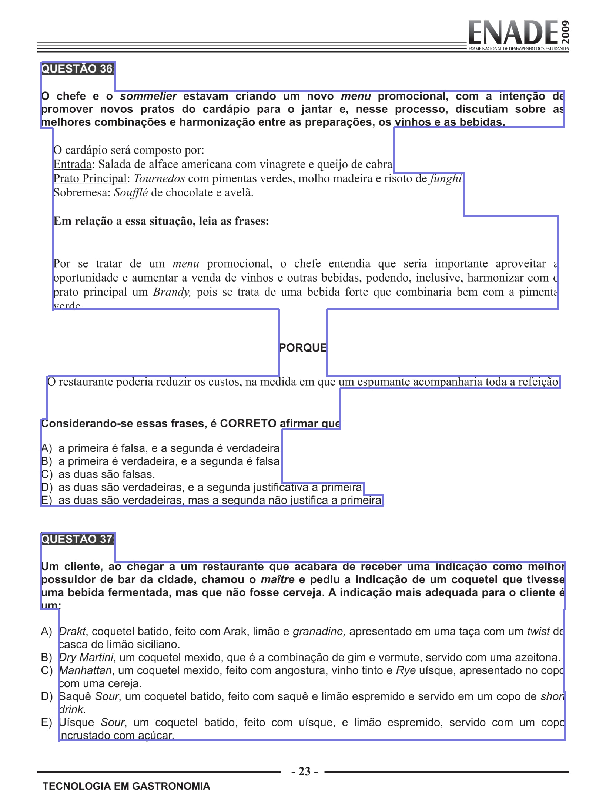 ENADE 2009
EXAME NACIONAL DE DESEMPENHO DOS ESTUDANTES
QUESTÃO 36
O chefe e o sommelier estavam criando um novo menu promocional, com a intenção de
promover novos pratos do cardápio para o jantar e, nesse processo, discutiam sobre as
melhores combinações e harmonização entre as preparações, os vinhos e as bebidas.
O cardápio será composto por:
Entrada: Salada de alface americana com vinagrete e queijo de cabra
Prato Principal: Tournedos com pimentas verdes, molho madeira e risoto de funghi
Sobremesa: Soufflé de chocolate e avelã.
Em relação a essa situação, leia as frases:
Por se tratar de um menu promocional, o chefe entendia que seria importante aproveitar a
oportunidade e aumentar a venda de vinhos e outras bebidas, podendo, inclusive, harmonizar com o
prato principal um Brandy, pois se trata de uma bebida forte que combinaria bem com a pimenta
verde
PORQUE
O restaurante poderia reduzir os custos, na medida em que um espumante acompanharia toda a refeição
Considerando-se essas frases, é CORRETO afirmar que
A) a primeira é falsa, e a segunda é verdadeira
B) a primeira é verdadeira, e a segunda é falsa
C) as duas são falsas.
D) as duas são verdadeiras, e a segunda justificativa a primeira
E) as duas são verdadeiras, mas a segunda não justifica a primeira
QUESTÃO 37
Um cliente, ao chegar a um restaurante que acabara de receber uma indicação como melhor
possuidor de bar da cidade, chamou o maître e pediu a indicação de um coquetel que tivesse
uma bebida fermentada, mas que não fosse cerveja. A indicação mais adequada para o cliente é
um:
A) Drakt, coquetel batido, feito com Arak, limão e granadine, apresentado em uma taça com um twist de
casca de limão siciliano.
B) Dry Martini, um coquetel mexido, que é a combinação de gim e vermute, servido com uma azeitona.
C) Manhattan, um coquetel mexido, feito com angostura, vinho tinto e Rye uísque, apresentado no copo
com uma cereja.
D) Saquê Sour, um coquetel batido, feito com saquê e limão espremido e servido em um copo de short
drink.
E) Uísque Sour, um coquetel batido, feito com uísque, e limão espremido, servido com um copo
incrustado com açúcar.
- 23 -
TECNOLOGIA EM GASTRONOMIA